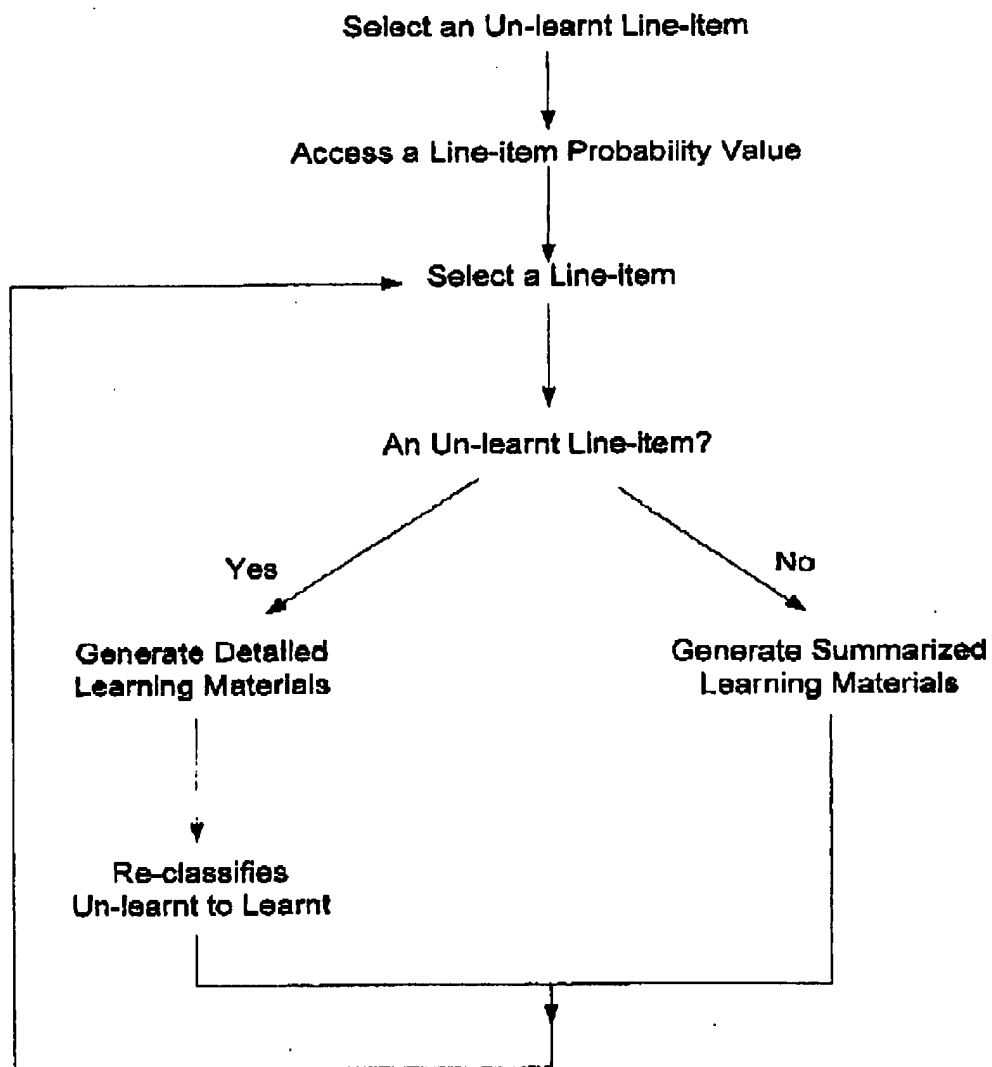 Select an Un-learnt Line-item
Access a Line-item Probability Value
Select a Line-item
An Un-learnt Line-item?
Yes
No
Generate Detailed
Learning Materials
Generate Summarized
Learning Materials
Re-classifies
Un-learnt to Learnt